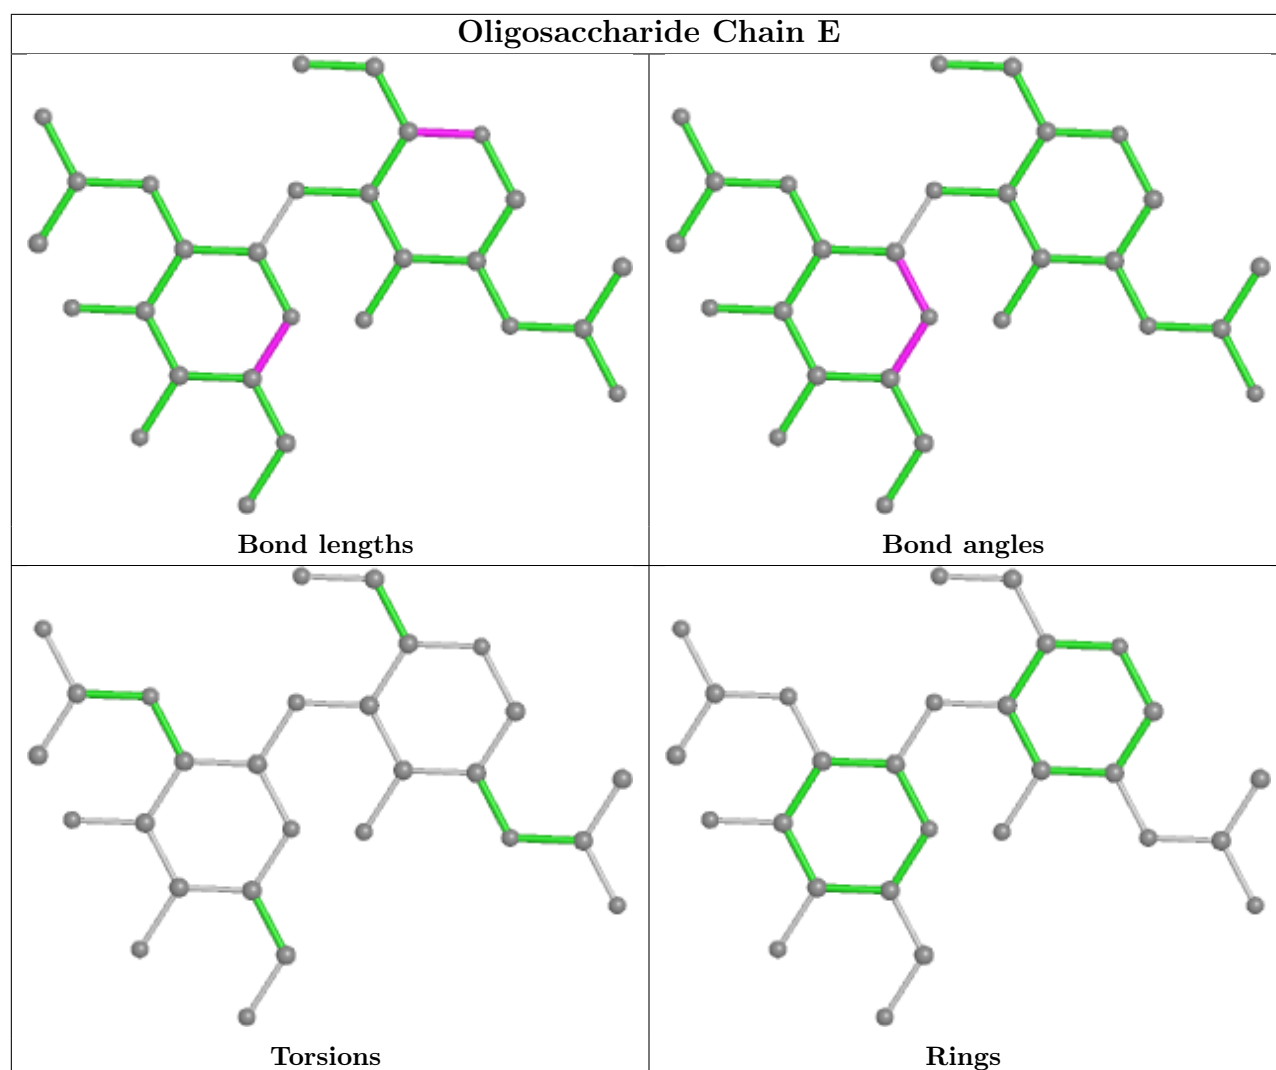 Oligosaccharide Chain E
Bond lengths
Bond angles
Torsions
Rings